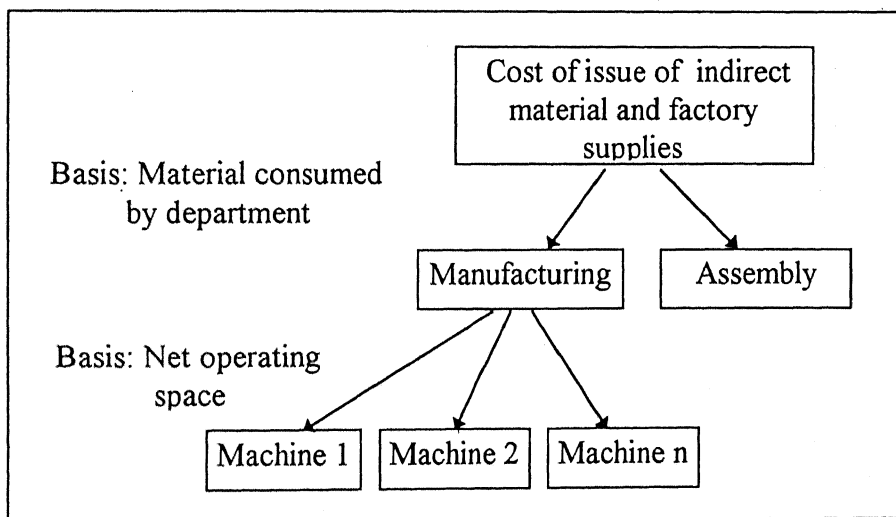 Cost of issue of indirect
material and factory
supplies
Basis: Material consumed
by department
Manufacturing
Assembly
Basis: Net operating
space
Machine 1
Machine 2
Machine n